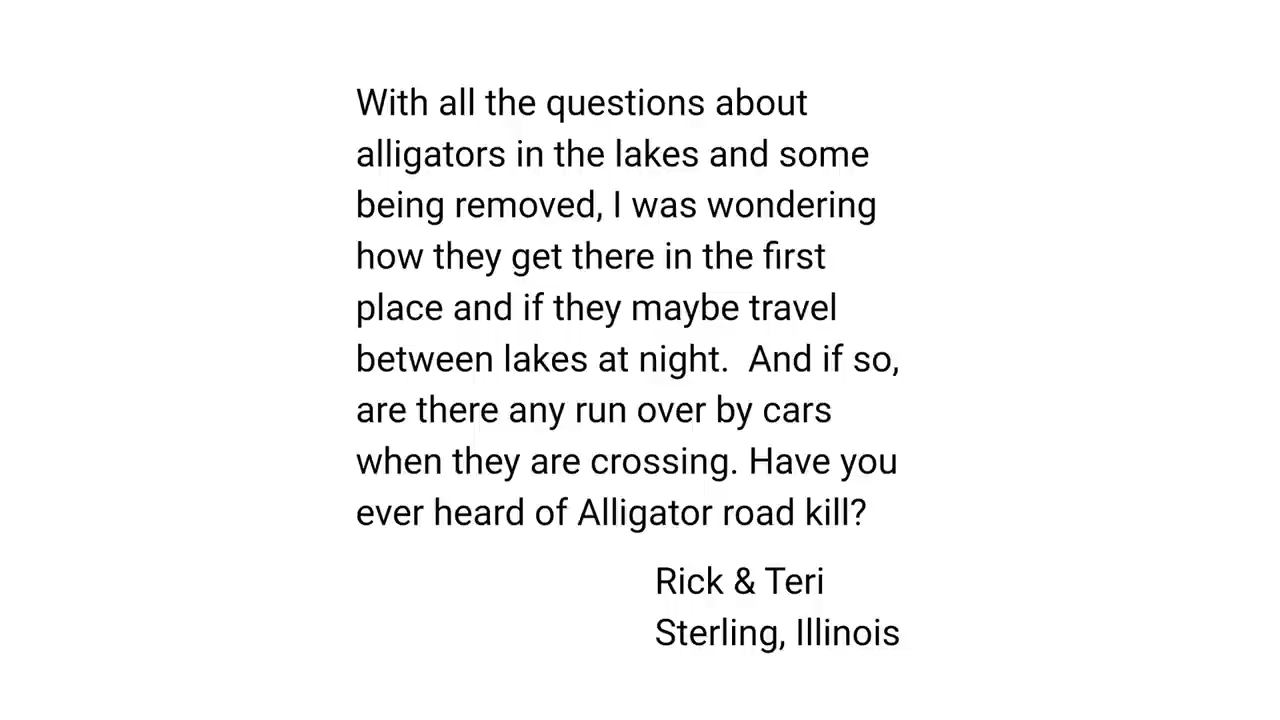 With all the questions about
alligators in the lakes and some
being removed, I was wondering
how they get there in the first
place and if they maybe travel
between lakes at night.  And if so,
are there any run over by cars
when they are crossing. Have you
ever heard of Alligator road kill?
Rick & Teri
Sterling, Illinois